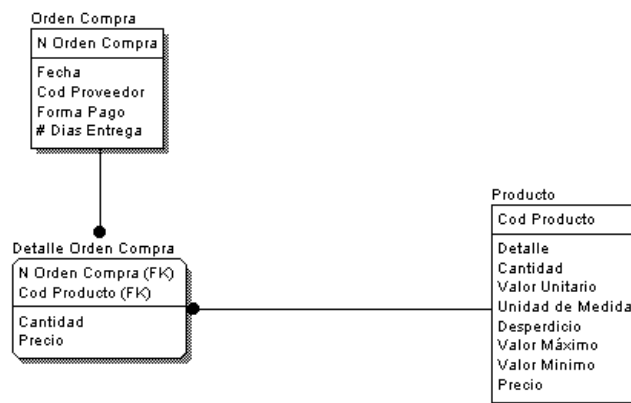 Orden Compra
N Orden Compra
Fecha
Cod Proveedor
Forma Pago
# Dias Entrega
Detalle Orden Compra
N Orden Compra (FK)
Cod Producto (FK)
Cantidad
Precio
Producto
Cod Producto
Detalle
Cantidad
Valor Unitario
Unidad de Medida
Desperdicio
Valor Máximo
Valor Minimo
Precio